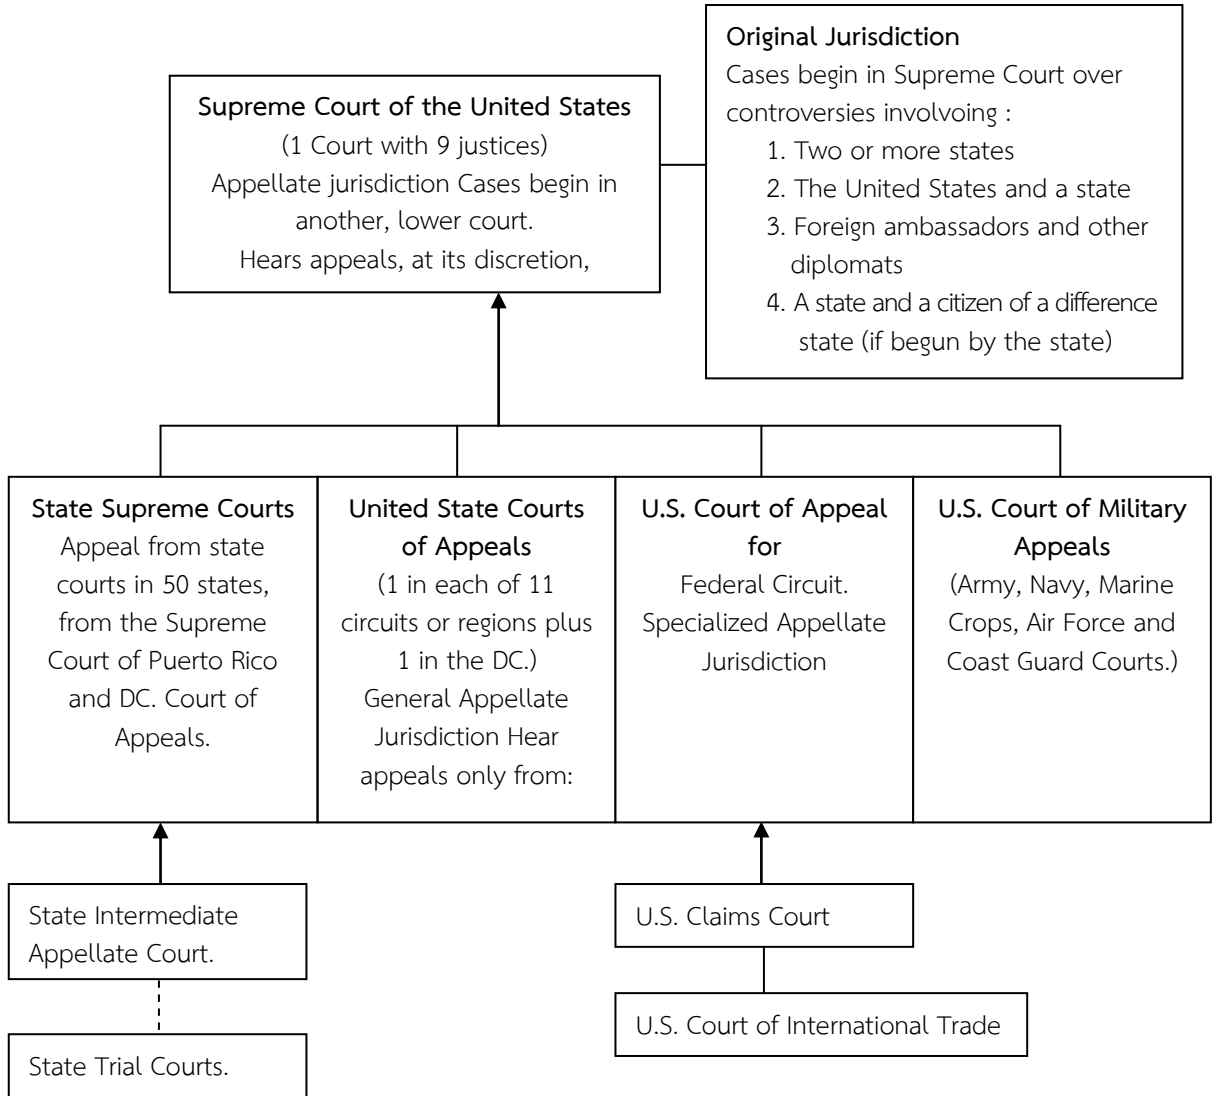 Original Jurisdiction
Cases begin in Supreme Court over
controversies involvoing :
1. Two or more states
2. The United States and a state
3. Foreign ambassadors and other
diplomats
4. A state and a citizen of a difference
state (if begun by the state)
Supreme Court of the United States
(1 Court with 9 justices)
Appellate jurisdiction Cases begin in
another, lower court.
Hears appeals, at its discretion,
State Supreme Courts
Appeal from state
courts in 50 states,
from the Supreme
Court of Puerto Rico
and DC. Court of
Appeals.
United State Courts
of Appeals
(1 in each of 11
circuits or regions plus
1 in the DC.)
General Appellate
Jurisdiction Hear
appeals only from:
U.S. Court of Appeal
for
Federal Circuit.
Specialized Appellate
Jurisdiction
U.S. Court of Military
Appeals
(Army, Navy, Marine
Crops, Air Force and
Coast Guard Courts.)
State Intermediate
Appellate Court.
State Trial Courts.
U.S. Claims Court
U.S. Court of International Trade